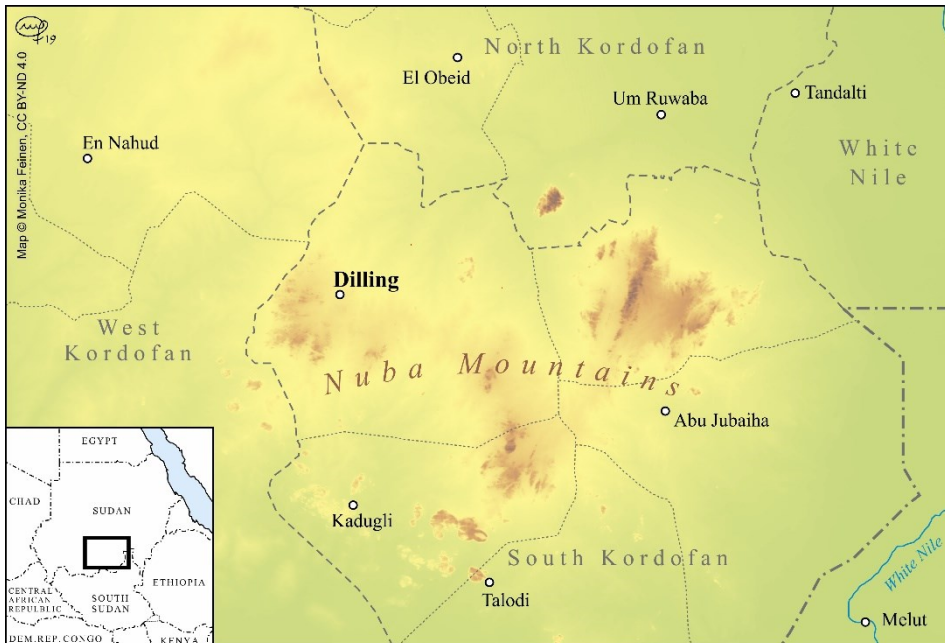 19
Map © Monika Feinen, CC BY-ND 4.0
North Kordofan
El Obeid
Um Ruwaba
Tandalti
En Nahud
White
Nile
Dilling
West
Kordofan
Nuba Mountains
Abu Jubaiha
Kadugli
South Kordofan
Talodi
White Nile
Melut
EGYPT
CHAD
SUDAN
ETHIOPIA
CENTRAL
AFRICAN
REPULBLIC
SOUTH
SUDAN
DEM.REP.CONGO
KENYA